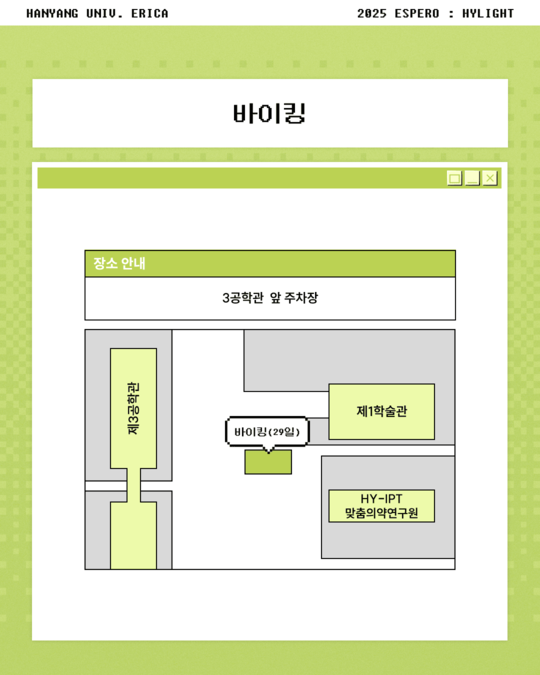 HANYANG UNIV. ERICA
2025 ESPERO : HYLIGHT
바이킹
장소 안내
3공학관 앞 주차장
제3공학관
제1학술관
바이킹(29일)
HY-IPT
맞춤의약연구원